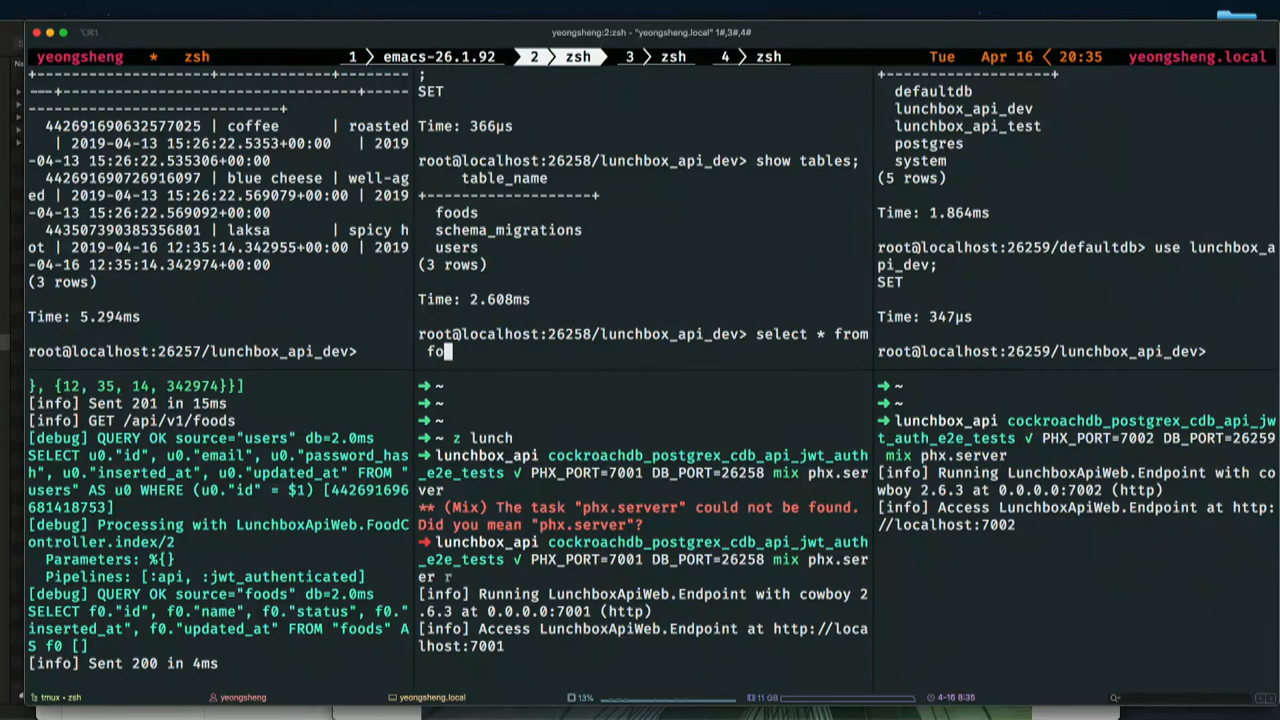 yeongsheng:2:zsh - "yeongsheng.local" 1#,3#,4#
yeongsheng * zsh 1 emacs-26.1.92 2 zsh 3 zsh 4 zsh Tue Apr 16 20:35 yeongsheng.local
+---------------------+-------------+--------
---+-----------------------------------+-----
-----------------------------+
442691690632577025 | coffee | roasted
| 2019-04-13 15:26:22.5353+00:00 | 2019
-04-13 15:26:22.535306+00:00
442691690726916097 | blue cheese | well-ag
ed | 2019-04-13 15:26:22.569079+00:00 | 2019
-04-13 15:26:22.569092+00:00
443507390385356801 | laksa | spicy h
ot | 2019-04-16 12:35:14.342955+00:00 | 2019
-04-16 12:35:14.342974+00:00
(3 rows)
Time: 5.294ms
root@localhost:26257/lunchbox_api_dev>
;
SET
Time: 366µs
root@localhost:26258/lunchbox_api_dev> show tables;
table_name
+-------------------+
foods
schema_migrations
users
(3 rows)
Time: 2.608ms
root@localhost:26258/lunchbox_api_dev> select * from
fo
+-------------------+
defaultdb
lunchbox_api_dev
lunchbox_api_test
postgres
system
(5 rows)
Time: 1.864ms
root@localhost:26259/defaultdb> use lunchbox_a
pi_dev;
SET
Time: 347µs
root@localhost:26259/lunchbox_api_dev>
}, {12, 35, 14, 342974}}]
[info] Sent 201 in 15ms
[info] GET /api/v1/foods
[debug] QUERY OK source="users" db=2.0ms
SELECT u0."id", u0."email", u0."password_has
h", u0."inserted_at", u0."updated_at" FROM "
users" AS u0 WHERE (u0."id" = $1) [442691696
681418753]
[debug] Processing with LunchboxApiWeb.FoodC
ontroller.index/2
Parameters: %{}
Pipelines: [:api, :jwt_authenticated]
[debug] QUERY OK source="foods" db=2.0ms
SELECT f0."id", f0."name", f0."status", f0."
inserted_at", f0."updated_at" FROM "foods" A
S f0 []
[info] Sent 200 in 4ms
➜ ~
➜ ~
➜ ~
➜ ~ z lunch
➜ lunchbox_api cockroachdb_postgrex_cdb_api_jwt_auth
_e2e_tests √ PHX_PORT=7001 DB_PORT=26258 mix phx.ser
ver
** (Mix) The task "phx.serverr" could not be found.
Did you mean "phx.server"?
➜ lunchbox_api cockroachdb_postgrex_cdb_api_jwt_auth
_e2e_tests √ PHX_PORT=7001 DB_PORT=26258 mix phx.ser
er r
[info] Running LunchboxApiWeb.Endpoint with cowboy 2
.6.3 at 0.0.0.0:7001 (http)
[info] Access LunchboxApiWeb.Endpoint at http://loca
lhost:7001
➜ ~
➜ ~
➜ lunchbox_api cockroachdb_postgrex_cdb_api_jw
t_auth_e2e_tests √ PHX_PORT=7002 DB_PORT=26259
mix phx.server
[info] Running LunchboxApiWeb.Endpoint with co
wboy 2.6.3 at 0.0.0.0:7002 (http)
[info] Access LunchboxApiWeb.Endpoint at http:
//localhost:7002
tmux • zsh yeongsheng yeongsheng.local 13% 11 GB 4-16 8:35